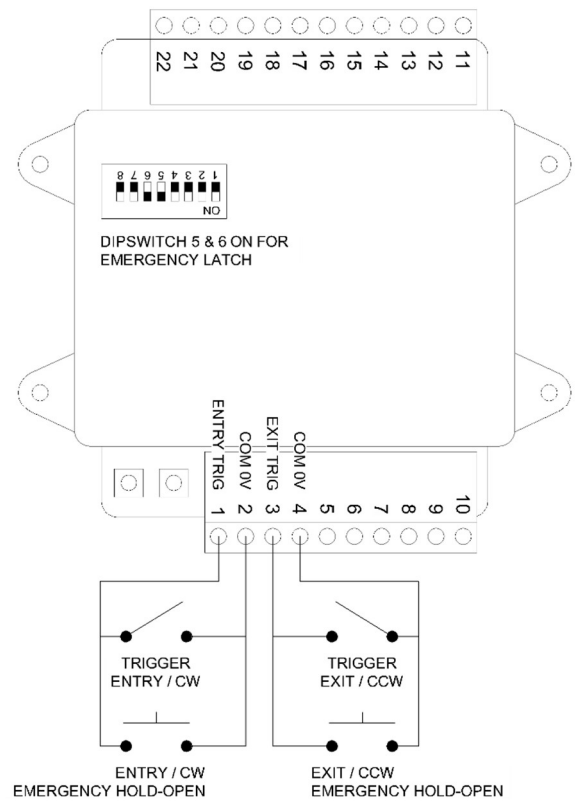 22 21 20 19 18 17 16 15 14 13 12 11
8 7 6 5 4 3 2 1
ON
DIPSWITCH 5 & 6 ON FOR
EMERGENCY LATCH
ENTRY TRIG
COM 0V
EXIT TRIG
COM 0V
1 2 3 4 5 6 7 8 9 10
TRIGGER
ENTRY / CW
TRIGGER
EXIT / CCW
ENTRY / CW
EMERGENCY HOLD-OPEN
EXIT / CCW
EMERGENCY HOLD-OPEN